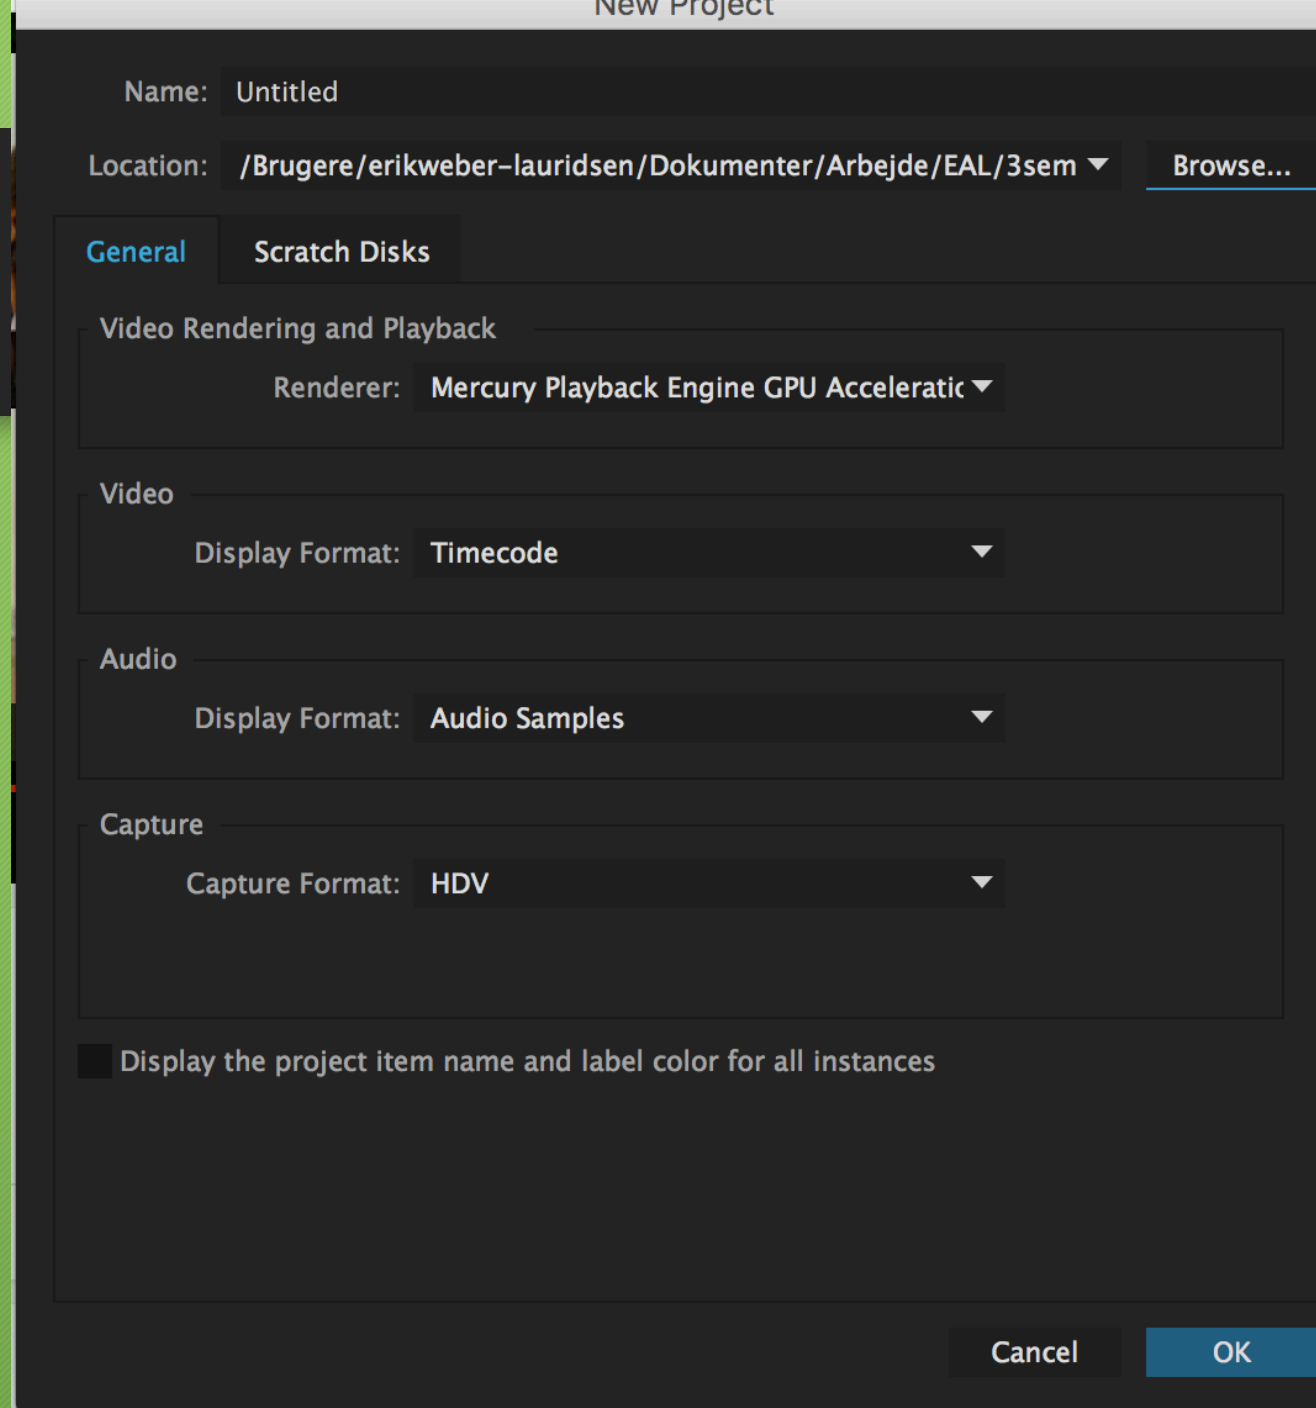 New Project
Name: Untitled
Location: /Brugere/erikweber-lauridsen/Dokumenter/Arbejde/EAL/3sem Browse...
General Scratch Disks
Video Rendering and Playback
Renderer: Mercury Playback Engine GPU Acceleratic
Video
Display Format: Timecode
Audio
Display Format: Audio Samples
Capture
Capture Format: HDV
Display the project item name and label color for all instances
Cancel OK